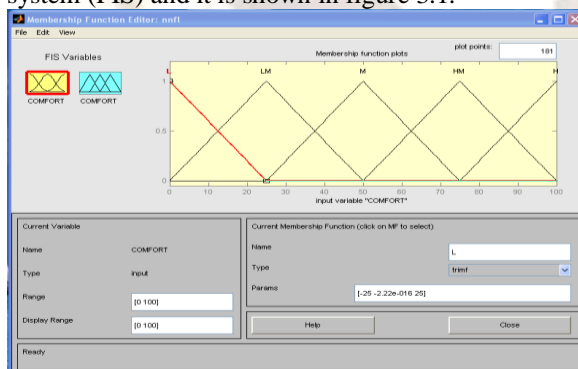 system (FIS) and it is shown in figure 3.1.
Membership Function Editor: nnfl
File Edit View
FIS Variables
COMFORT COMFORT
Membership function plots
plot points: 181
L LM M HM H
1
0.5
0
0 10 20 30 40 50 60 70 80 90 100
input variable "COMFORT"
Current Variable
Name COMFORT
Type input
Range [0 100]
Display Range [0 100]
Current Membership Function (click on MF to select)
Name L
Type trimf
Params [-25 -2.22e-016 25]
Help Close
Ready